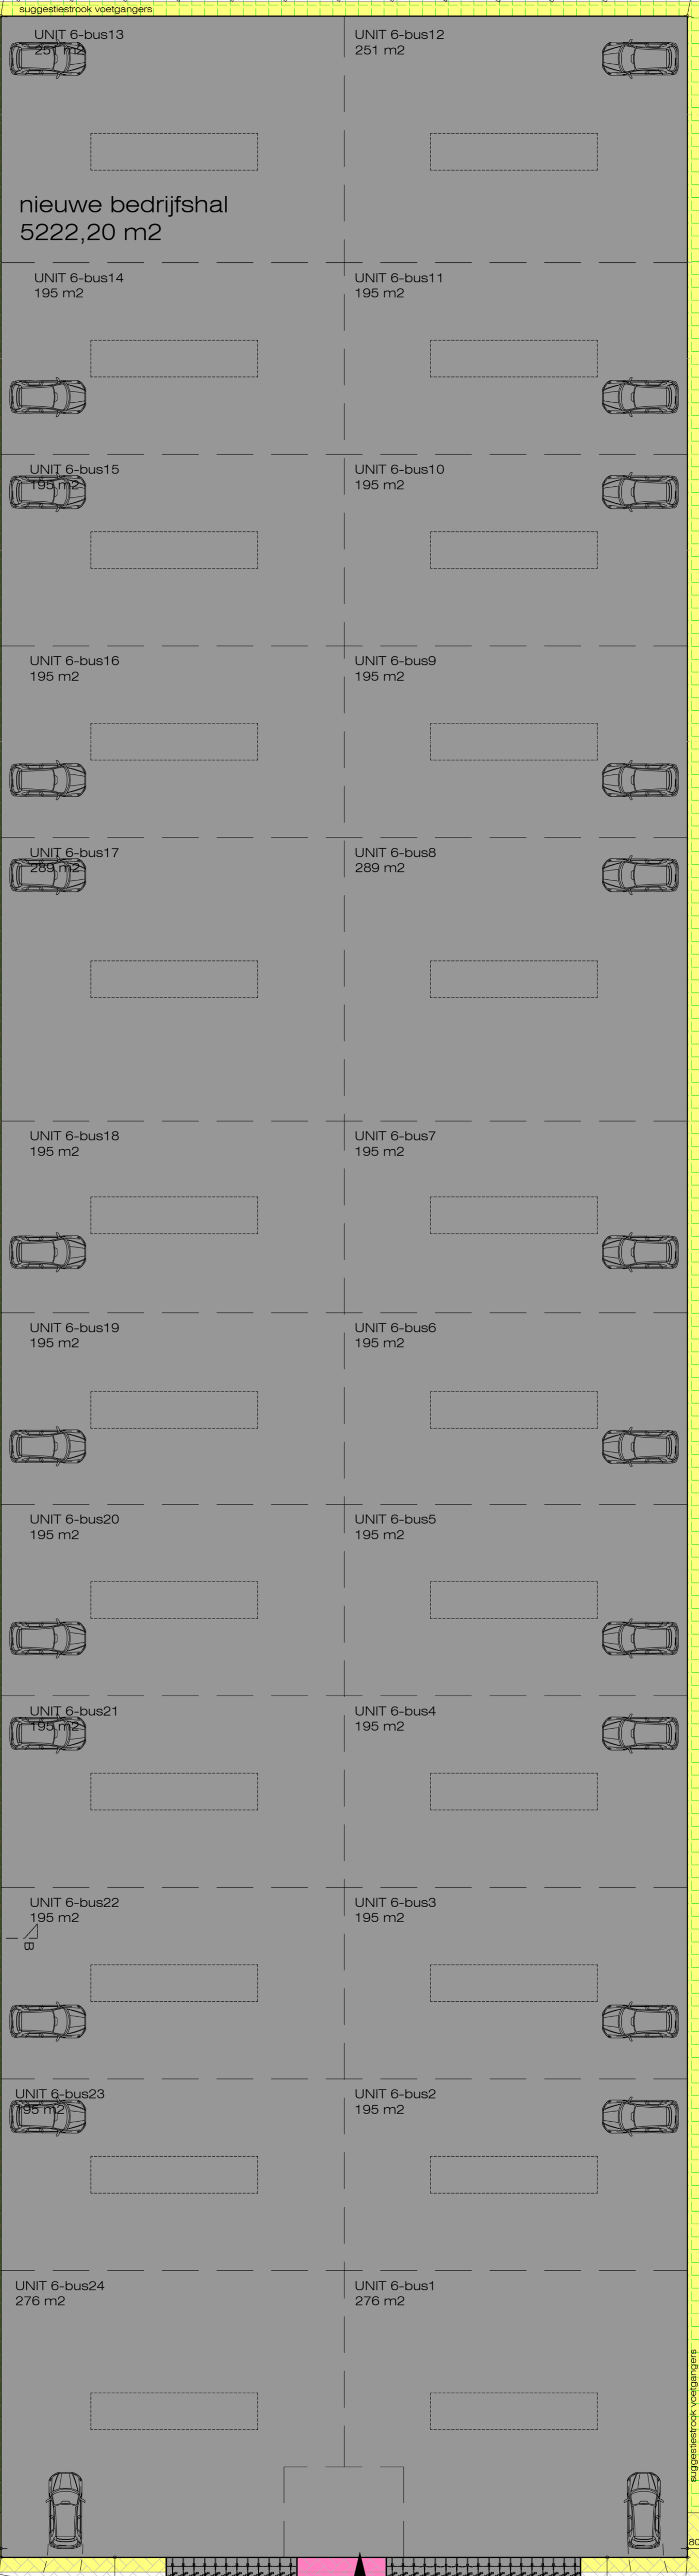 suggestiestrook voetgangers
UNIT 6-bus13
251 m2
UNIT 6-bus12
251 m2
nieuwe bedrijfshal
5222,20 m2
UNIT 6-bus14
195 m2
UNIT 6-bus11
195 m2
UNIT 6-bus15
195 m2
UNIT 6-bus10
195 m2
UNIT 6-bus16
195 m2
UNIT 6-bus9
195 m2
UNIT 6-bus17
289 m2
UNIT 6-bus8
289 m2
UNIT 6-bus18
195 m2
UNIT 6-bus7
195 m2
UNIT 6-bus19
195 m2
UNIT 6-bus6
195 m2
UNIT 6-bus20
195 m2
UNIT 6-bus5
195 m2
UNIT 6-bus21
195 m2
UNIT 6-bus4
195 m2
UNIT 6-bus22
195 m2
B
UNIT 6-bus3
195 m2
UNIT 6-bus23
195 m2
UNIT 6-bus2
195 m2
UNIT 6-bus24
276 m2
UNIT 6-bus1
276 m2
suggestiestrook voetgangers
80